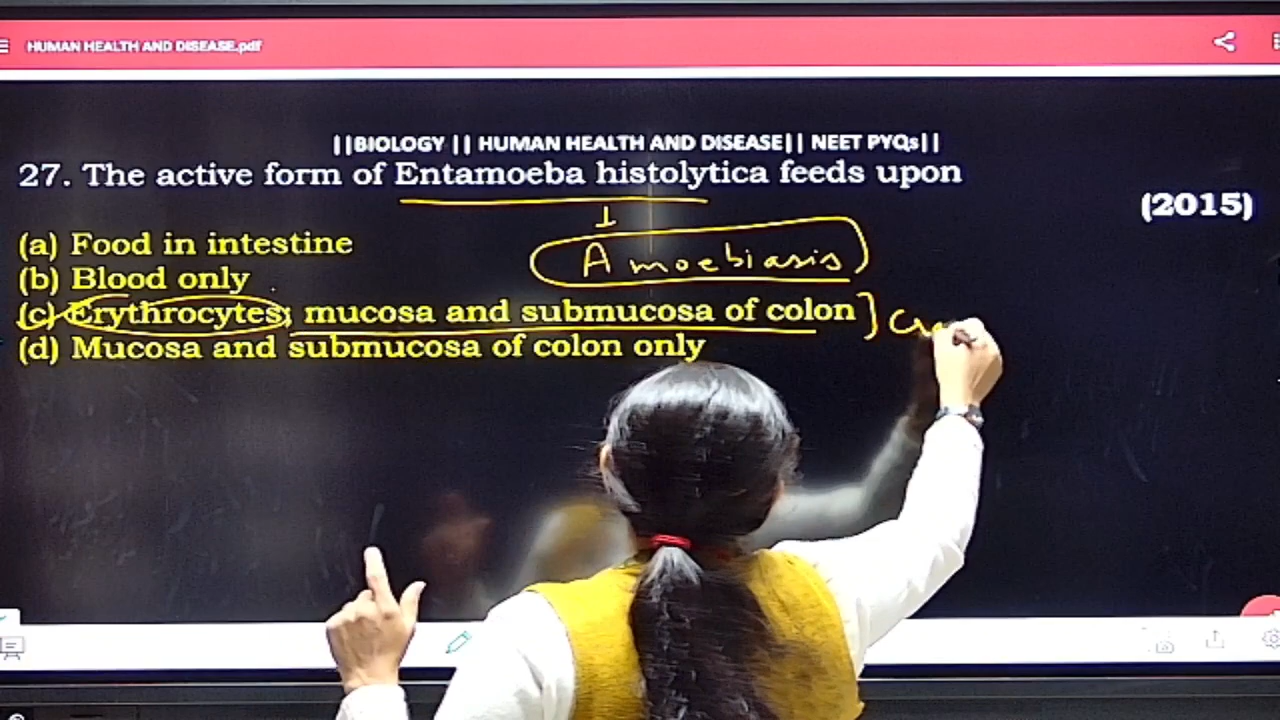 HUMAN HEALTH AND DISEASE.pdf
||BIOLOGY || HUMAN HEALTH AND DISEASE|| NEET PYQs||
27. The active form of Entamoeba histolytica feeds upon
(2015)
(a) Food in intestine
Amoebiasis
(b) Blood only
(c) Erythrocytes; mucosa and submucosa of colon
(d) Mucosa and submucosa of colon only